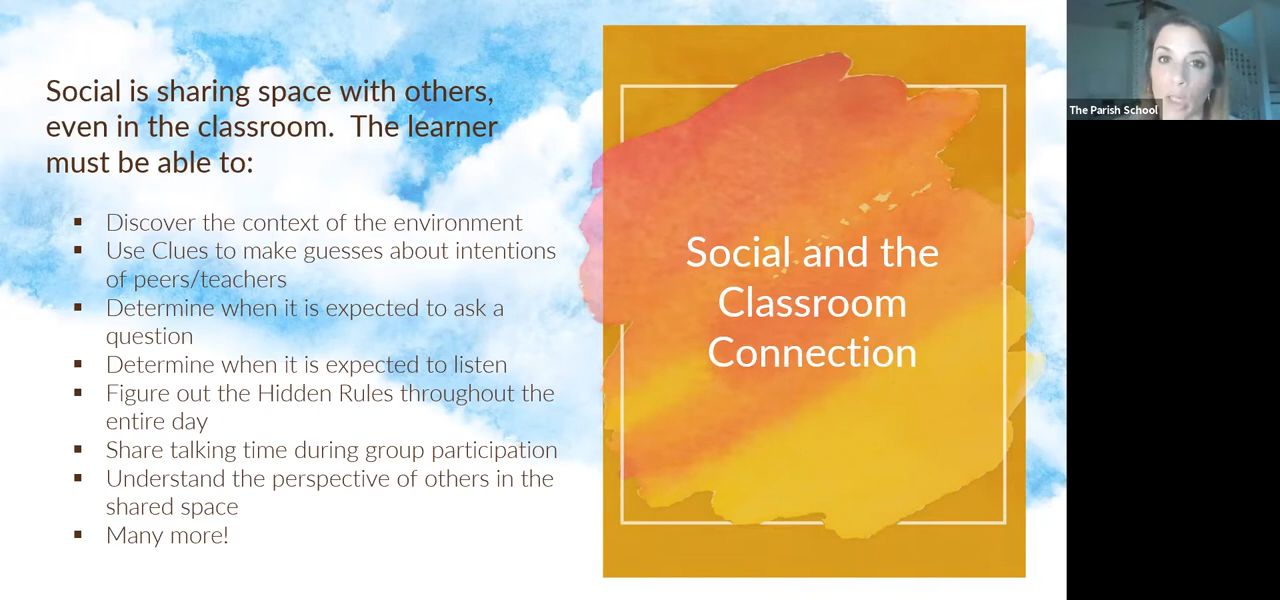 Social is sharing space with others,
even in the classroom.  The learner
must be able to:
▪ Discover the context of the environment
▪ Use Clues to make guesses about intentions
of peers/teachers
▪ Determine when it is expected to ask a
question
▪ Determine when it is expected to listen
▪ Figure out the Hidden Rules throughout the
entire day
▪ Share talking time during group participation
▪ Understand the perspective of others in the
shared space
▪ Many more!
Social and the
Classroom
Connection
The Parish School